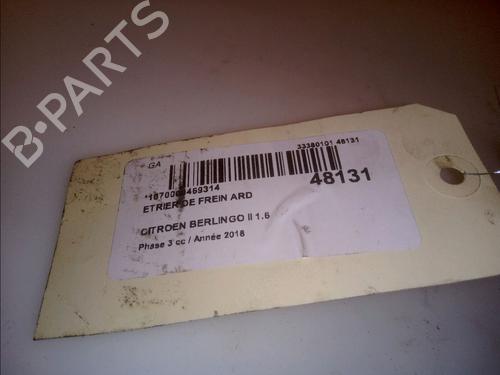 B-PARTS
GA
33380101 48131
48131
ETRIER DE FREIN ARD
CITROEN BERLINGO II 1.6
Phase 3 cc / Année 2018